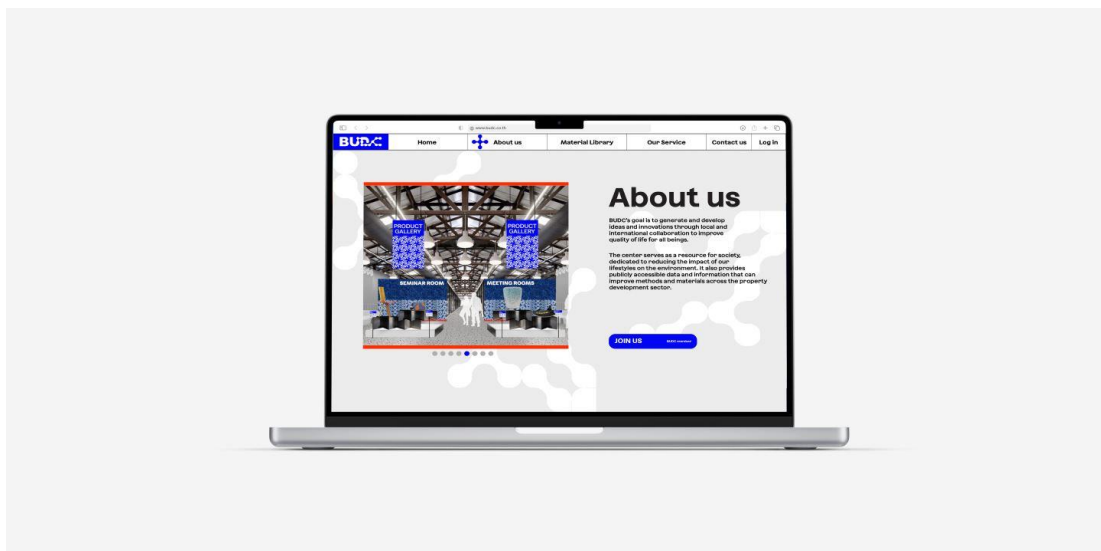 www.budc.co.th
BUDC
Home
About us
Material Library
Our Service
Contact us
Log in
About us
BUDC's goal is to generate and develop
ideas and innovations through local and
international collaboration to improve
quality of life for all beings.
The center serves as a resource for society,
dedicated to reducing the impact of our
lifestyles on the environment. It also provides
publicly accessible data and information that can
improve methods and materials across the property
development sector.
JOIN US
PRODUCT
GALLERY
PRODUCT
GALLERY
SEMINAR ROOM
MEETING ROOMS